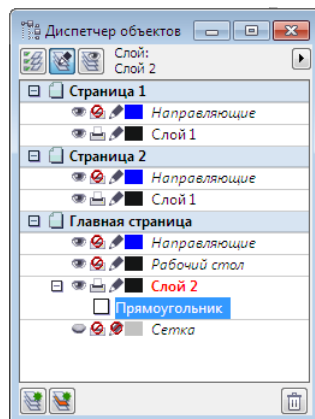 Диспетчер объектов
Слой:
Слой 2
Страница 1
Направляющие
Слой 1
Страница 2
Направляющие
Слой 1
Главная страница
Направляющие
Рабочий стол
Слой 2
Прямоугольник
Сетка